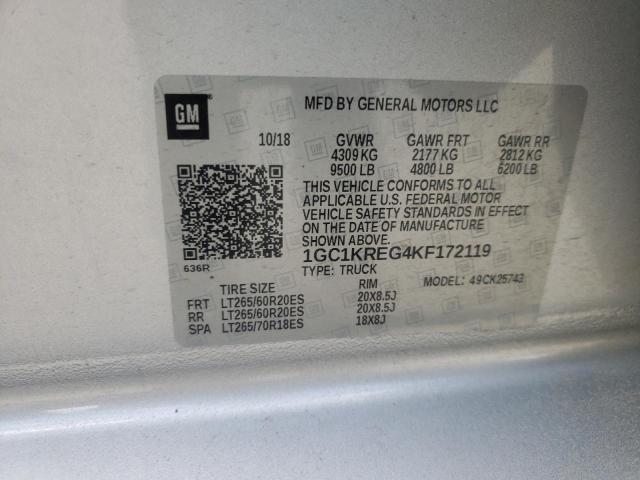 GM
MFD BY GENERAL MOTORS LLC
10/18 GVWR GAWR FRT GAWR RR
4309 KG 2177 KG 2812 KG
9500 LB 4800 LB 6200 LB
THIS VEHICLE CONFORMS TO ALL
APPLICABLE U.S. FEDERAL MOTOR
VEHICLE SAFETY STANDARDS IN EFFECT
ON THE DATE OF MANUFACTURE
SHOWN ABOVE.
1GC1KREG4KF172119
636R
TYPE: TRUCK MODEL: 49CK25743
TIRE SIZE RIM
FRT LT265/60R20ES 20X8.5J
RR LT265/60R20ES 20X8.5J
SPA LT265/70R18ES 18X8J